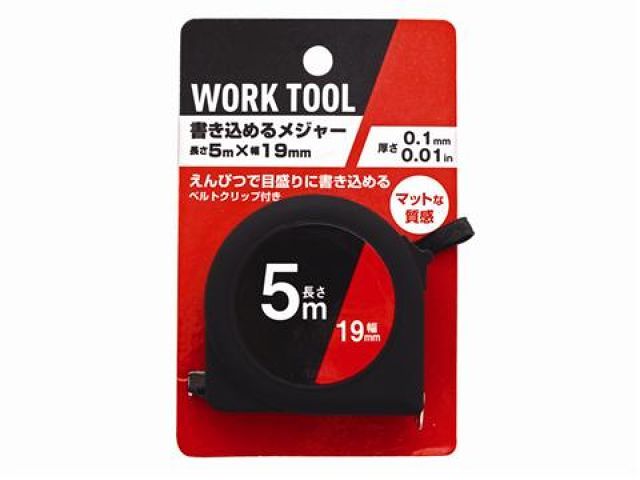 WORK TOOL
書き込めるメジャー
長さ5m×幅19mm
厚さ 0.1mm
0.01in
えんぴつで目盛りに書き込める
ベルトクリップ付き
マットな
質感
5m 長さ
19mm 幅